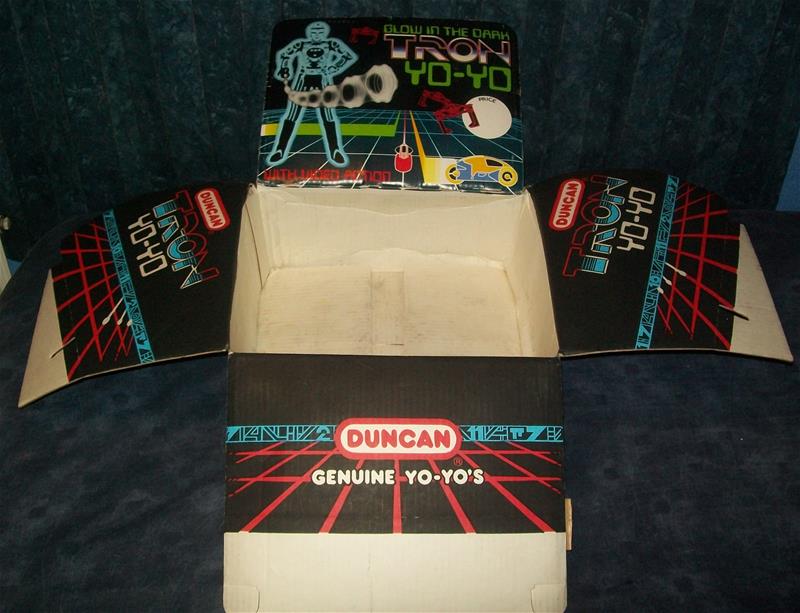 GLOW IN THE DARK
TRON
YO-YO
PRICE
WITH VIDEO ACTION
DUNCAN
TRON
YO-YO
DUNCAN
TRON
YO-YO
DUNCAN®
GENUINE YO-YO'S